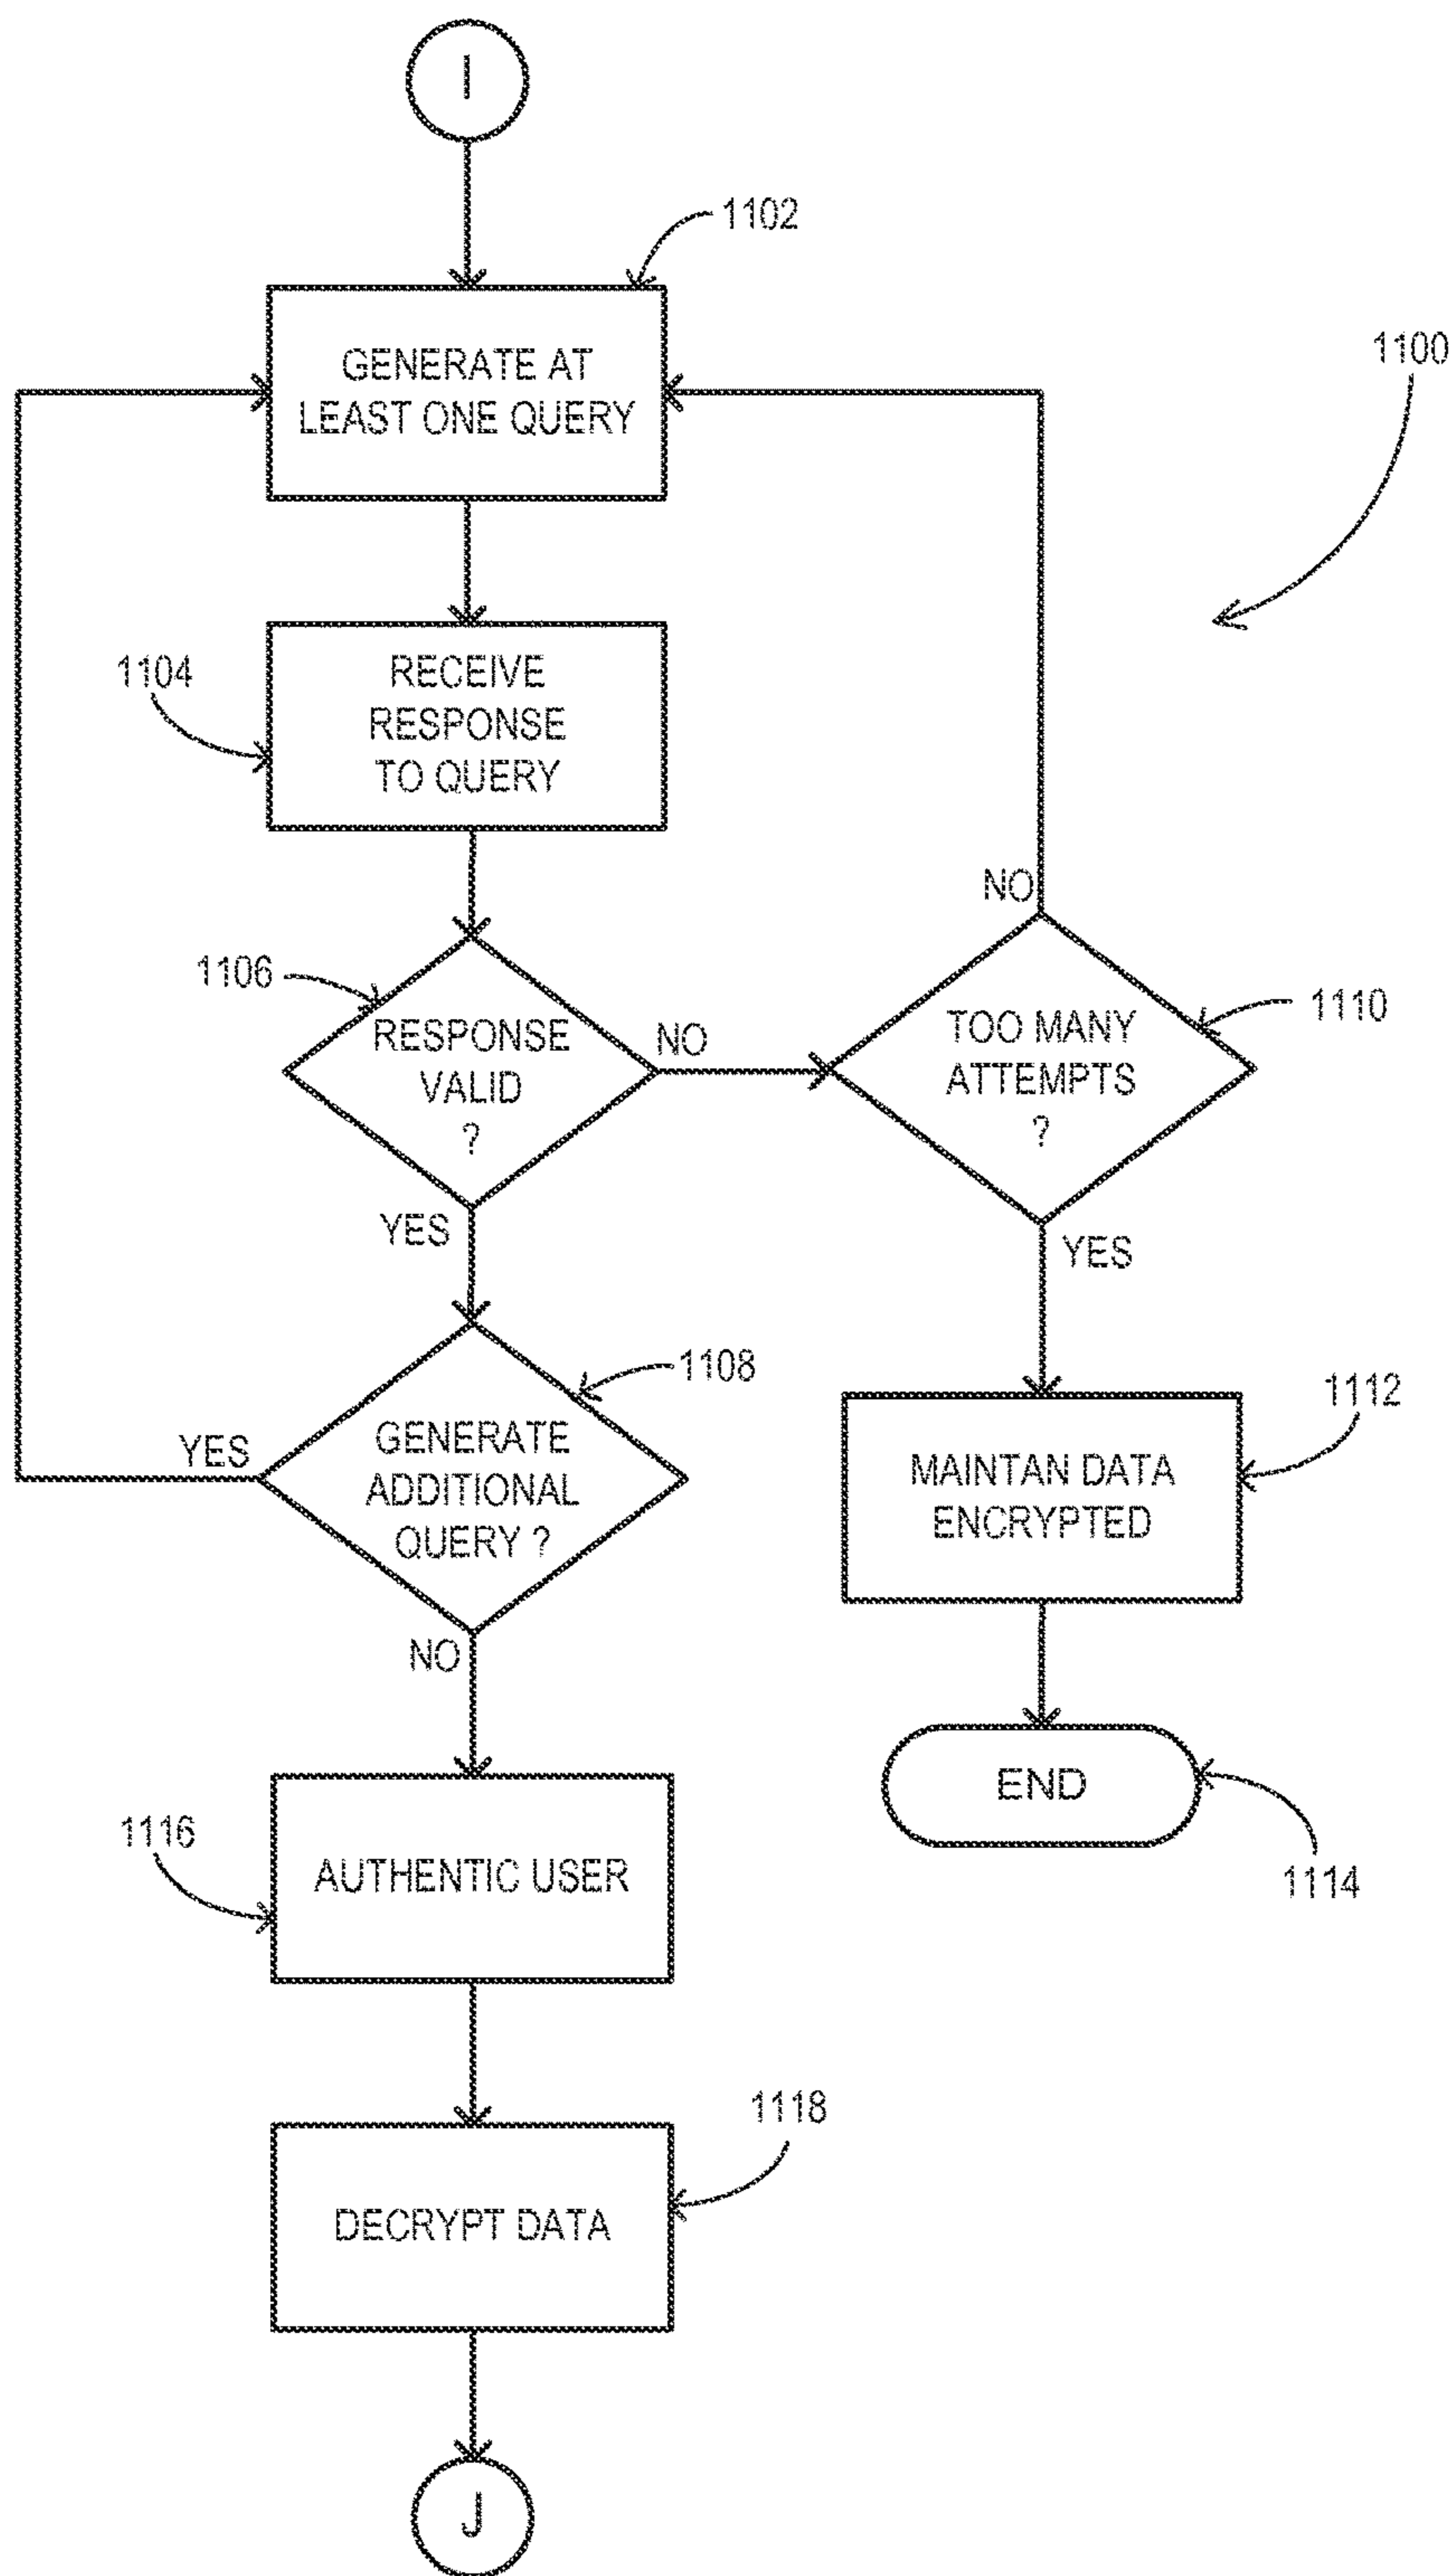 I
1102
GENERATE AT
LEAST ONE QUERY
1100
1104
RECEIVE
RESPONSE
TO QUERY
1106
RESPONSE
VALID
?
NO
YES
NO
TOO MANY
ATTEMPTS
?
1110
YES
1108
GENERATE
ADDITIONAL
QUERY ?
YES
NO
1112
MAINTAN DATA
ENCRYPTED
END
1114
1116
AUTHENTIC USER
1118
DECRYPT DATA
J